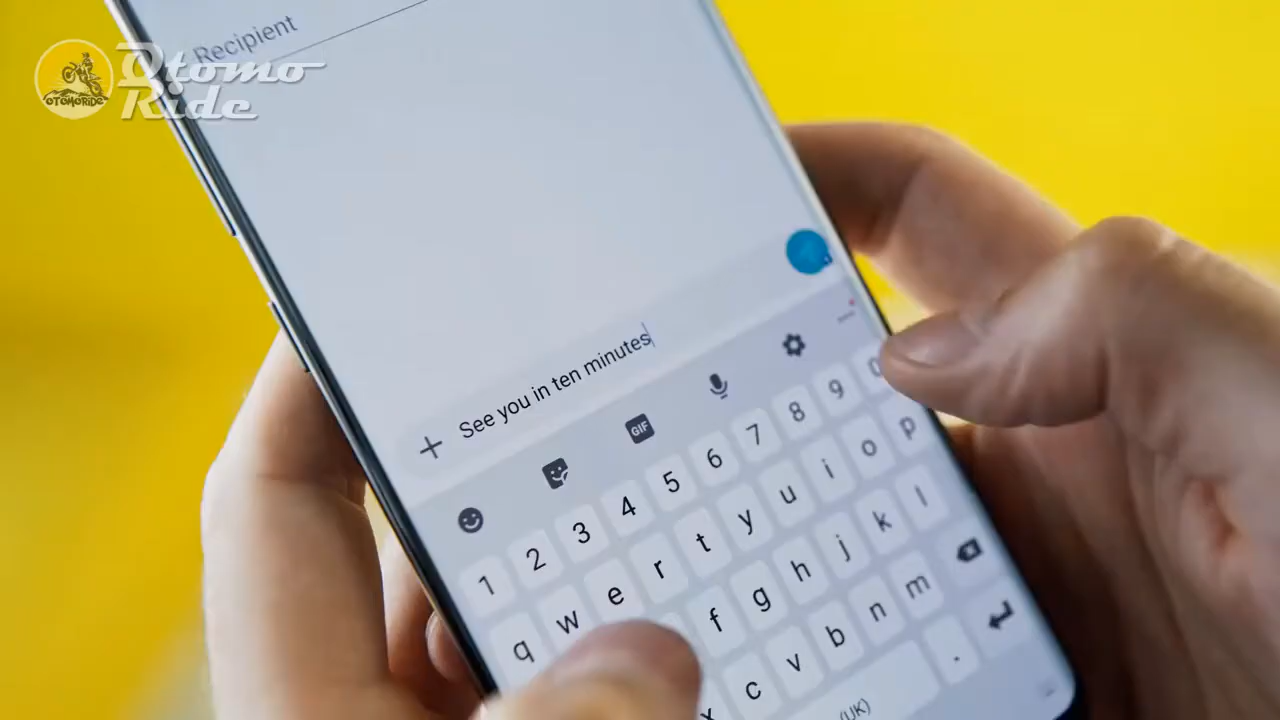 Recipient
Otomo
Ride
OTOMORIDE
See you in ten minutes
GIF
1 2 3 4 5 6 7 8 9 0
q w e r t y u i o p
f g h j k l
x c v b n m
(UK) .